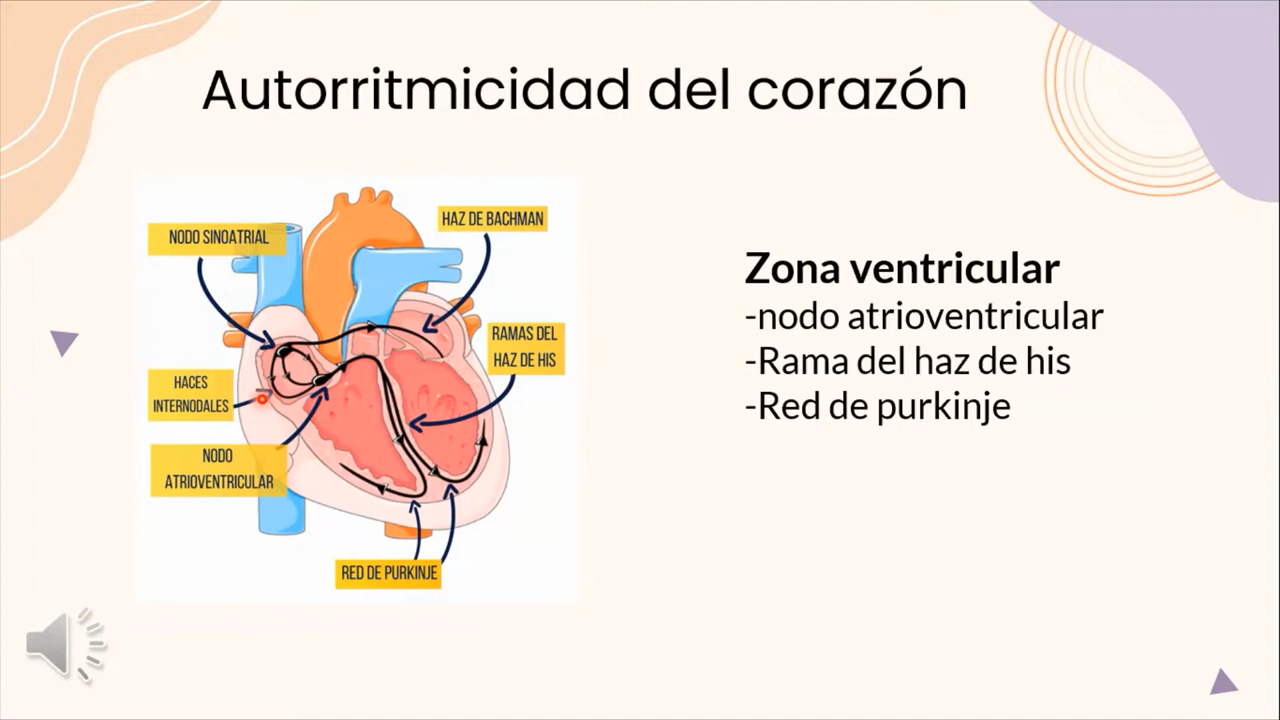 Autorritmicidad del corazón
NODO SINOATRIAL
HAZ DE BACHMAN
RAMAS DEL
HAZ DE HIS
HACES
INTERNODALES
NODO
ATRIOVENTRICULAR
RED DE PURKINJE
Zona ventricular
-nodo atrioventricular
-Rama del haz de his
-Red de purkinje